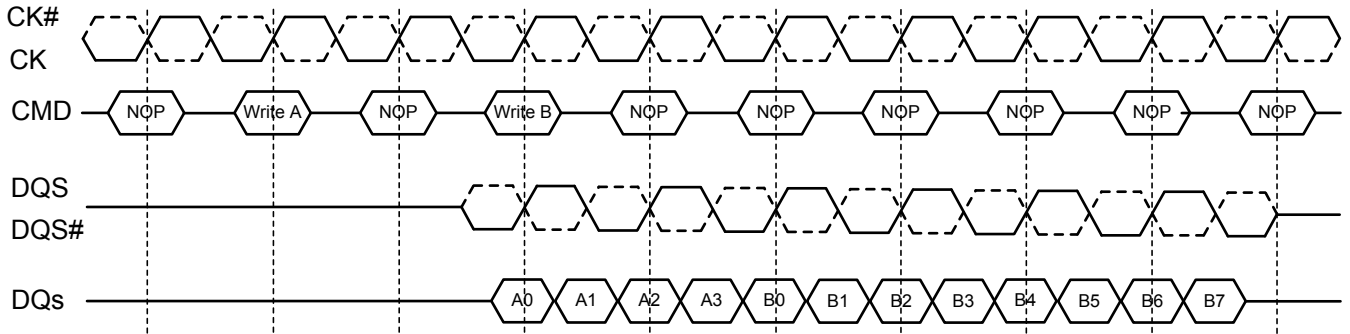 CK#
CK
CMD NOP Write A NOP Write B NOP NOP NOP NOP NOP NOP
DQS
DQS#
DQs A0 A1 A2 A3 B0 B1 B2 B3 B4 B5 B6 B7